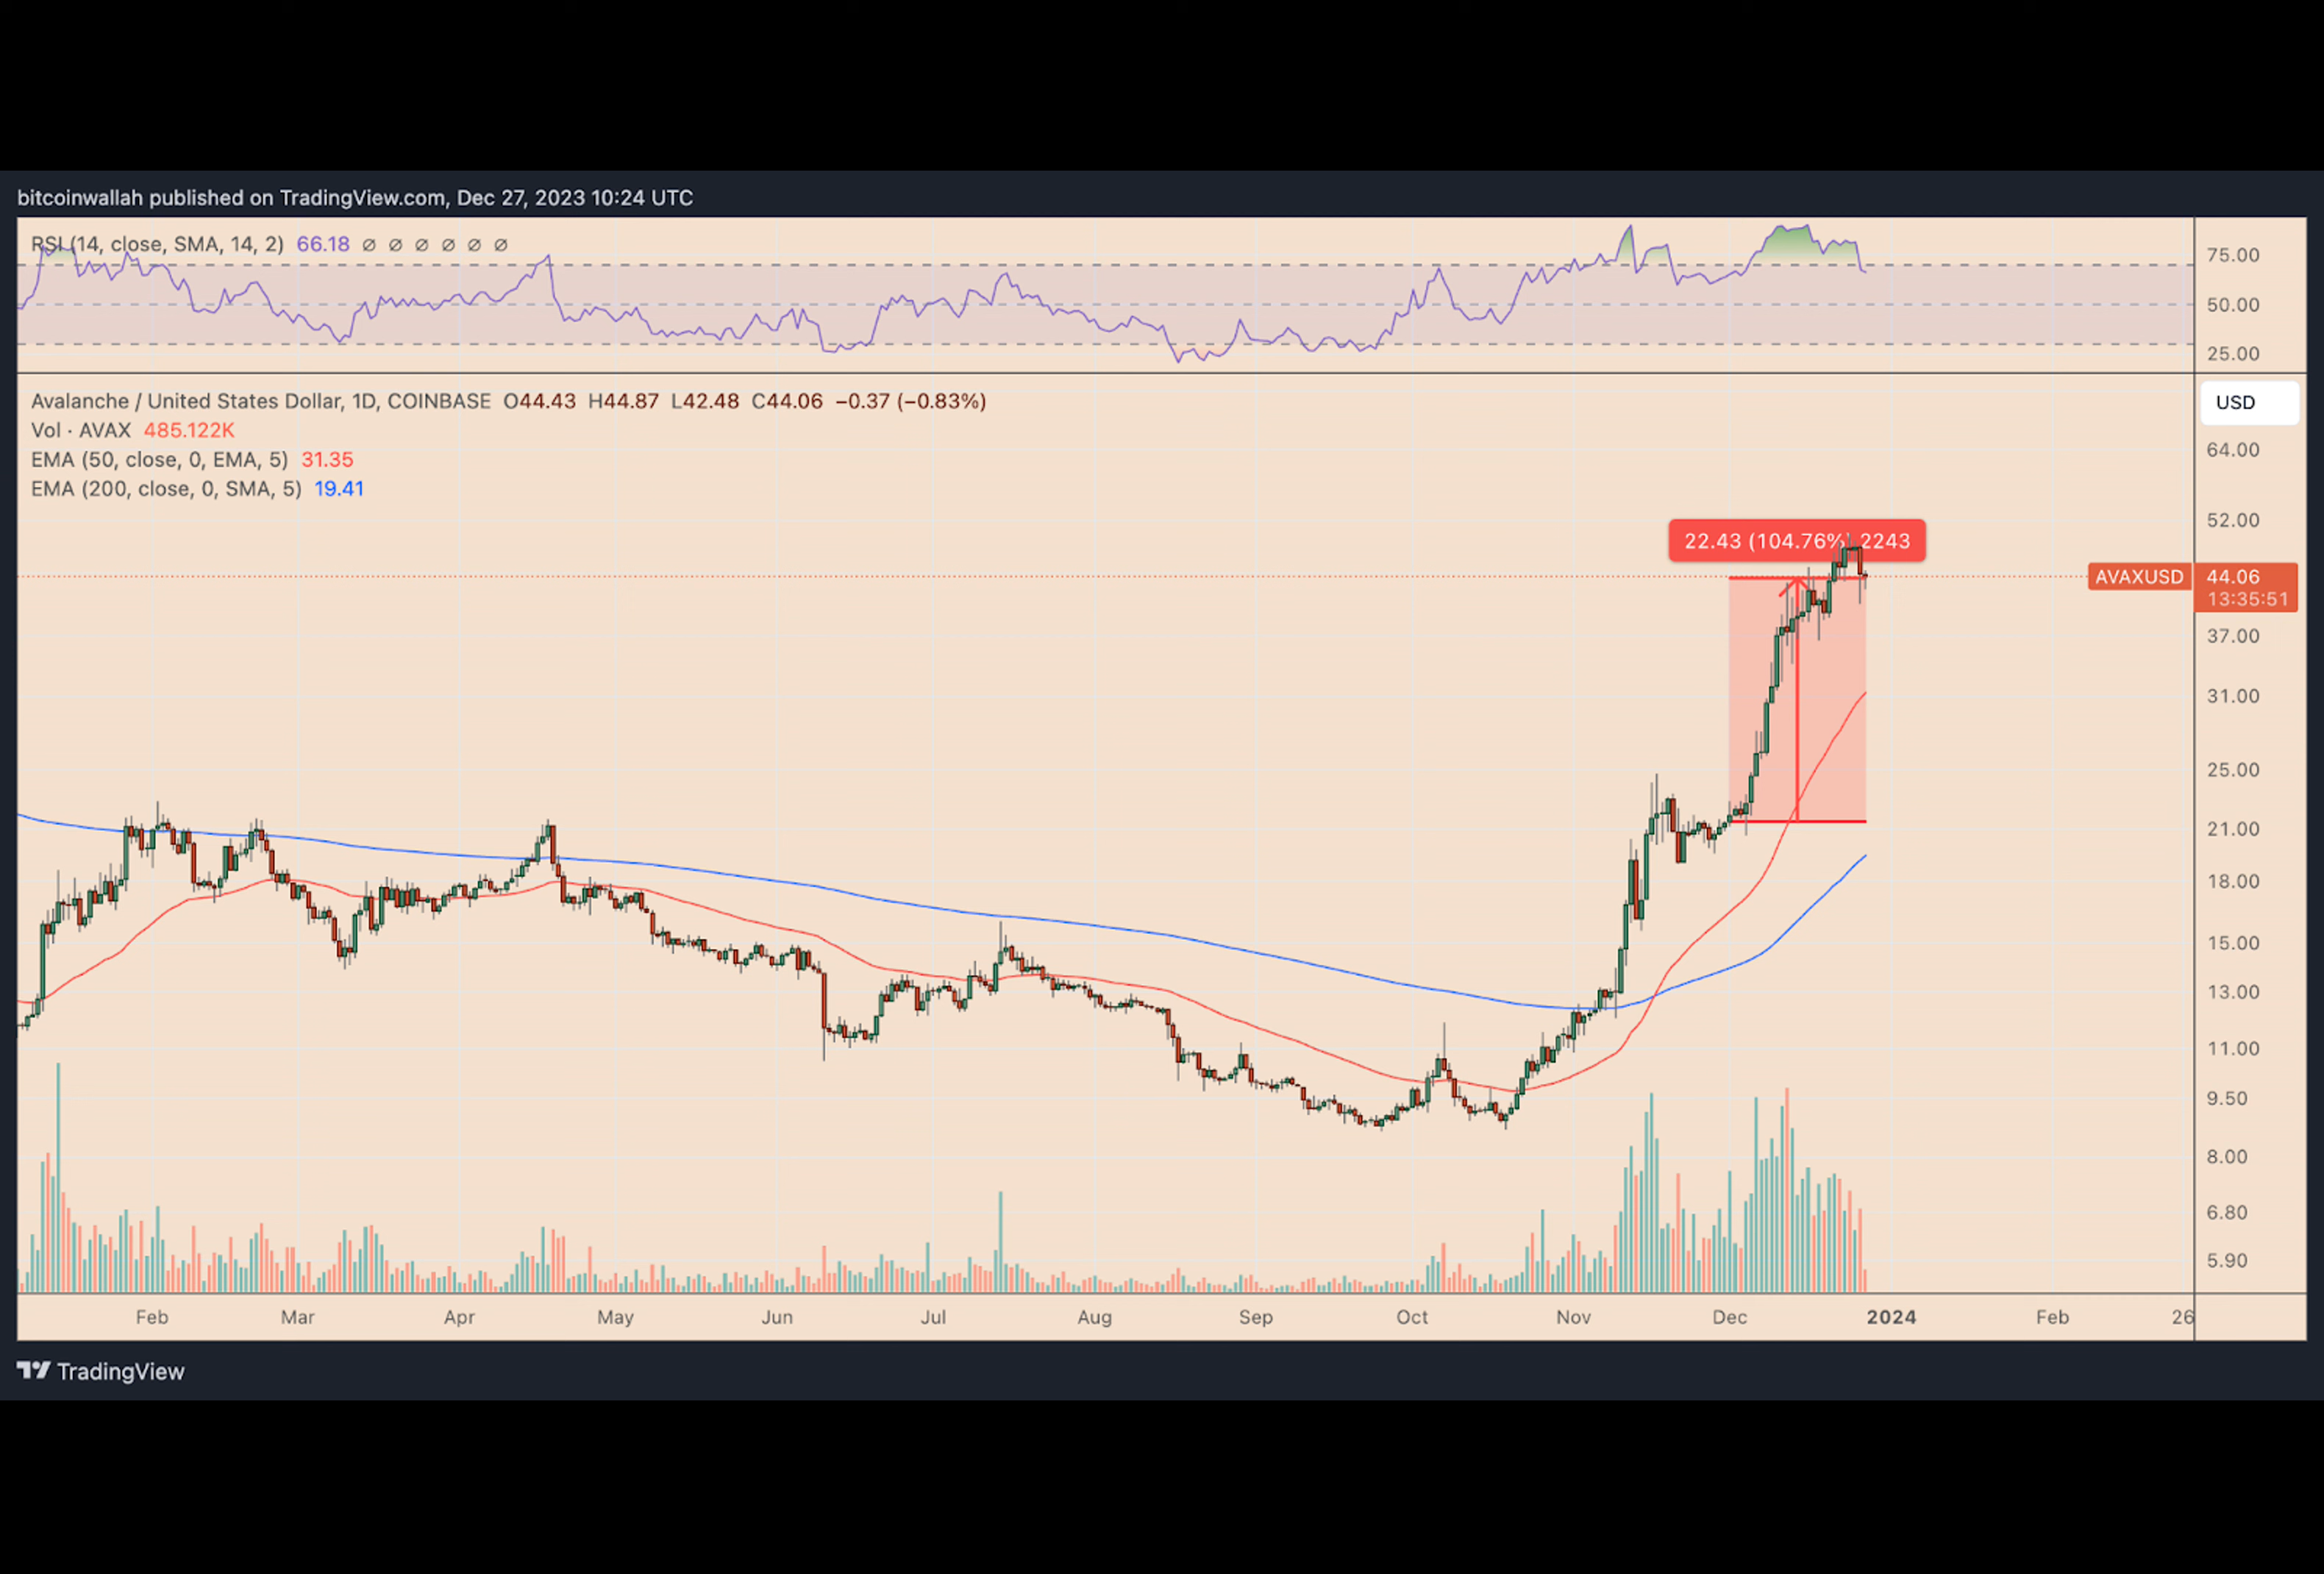 bitcoinwallah published on TradingView.com, Dec 27, 2023 10:24 UTC
RSI (14, close, SMA, 14, 2) 66.18 ∅ ∅ ∅ ∅ ∅ ∅
75.00
50.00
25.00
Avalanche / United States Dollar, 1D, COINBASE O44.43 H44.87 L42.48 C44.06 −0.37 (−0.83%)
USD
Vol · AVAX 485.122K
EMA (50, close, 0, EMA, 5) 31.35
EMA (200, close, 0, SMA, 5) 19.41
64.00
52.00
22.43 (104.76%) 2243
AVAXUSD 44.06
13:35:51
37.00
31.00
25.00
21.00
18.00
15.00
13.00
11.00
9.50
8.00
6.80
5.90
Feb Mar Apr May Jun Jul Aug Sep Oct Nov Dec 2024 Feb 26
TradingView